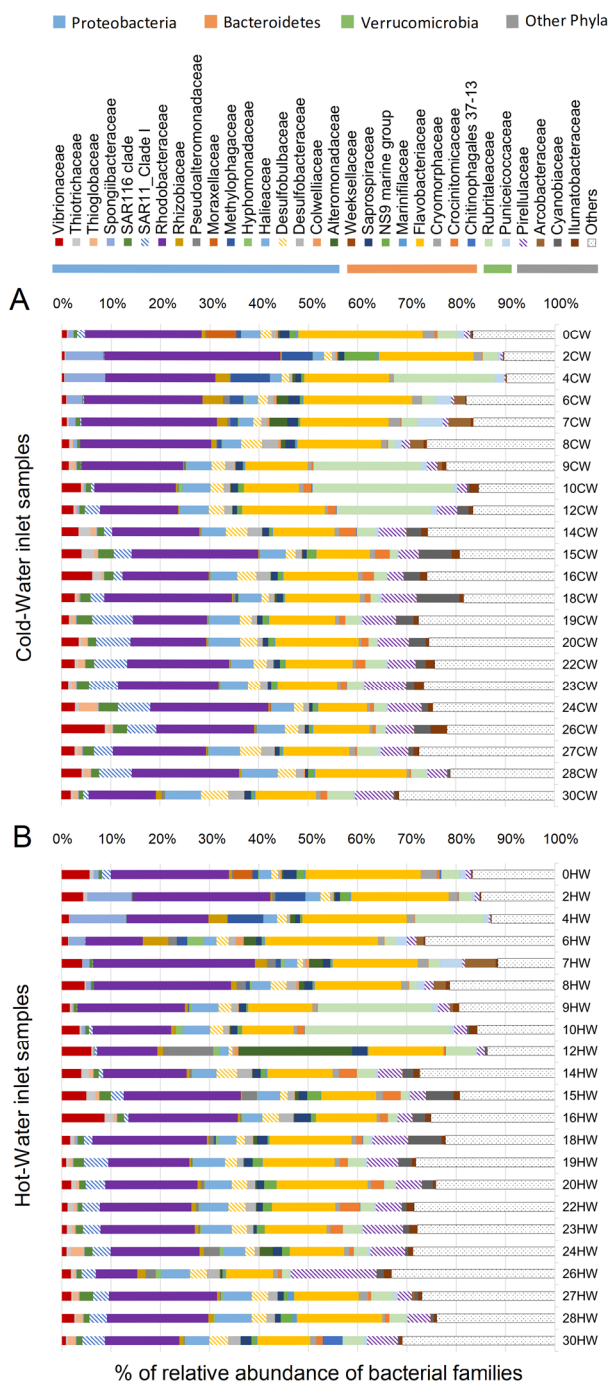 Proteobacteria Bacteroidetes Verrucomicrobia Other Phyla
Vibrionaceae
Thiotrichaceae
Thioglobaceae
Spongiibacteraceae
SAR116 clade
SAR11_Clade I
Rhodobacteraceae
Rhizobiaceae
Pseudoalteromonadaceae
Moraxellaceae
Methylophagaceae
Hyphomonadaceae
Halieaceae
Desulfobulbaceae
Desulfobacteraceae
Colwelliaceae
Alteromonadaceae
Weeksellaceae
Saprospiraceae
NS9 marine group
Marinifilaceae
Flavobacteriaceae
Cryomorphaceae
Crocinitomicaceae
Chitinophagales 37-13
Rubritaleaceae
Puniceicoccaceae
Pirellulaceae
Arcobacteraceae
Cyanobiaceae
Ilumatobacteraceae
Others
A
0% 10% 20% 30% 40% 50% 60% 70% 80% 90% 100%
Cold-Water inlet samples
0CW
2CW
4CW
6CW
7CW
8CW
9CW
10CW
12CW
14CW
15CW
16CW
18CW
19CW
20CW
22CW
23CW
24CW
26CW
27CW
28CW
30CW
B
0% 10% 20% 30% 40% 50% 60% 70% 80% 90% 100%
Hot-Water inlet samples
0HW
2HW
4HW
6HW
7HW
8HW
9HW
10HW
12HW
14HW
15HW
16HW
18HW
19HW
20HW
22HW
23HW
24HW
26HW
27HW
28HW
30HW
% of relative abundance of bacterial families